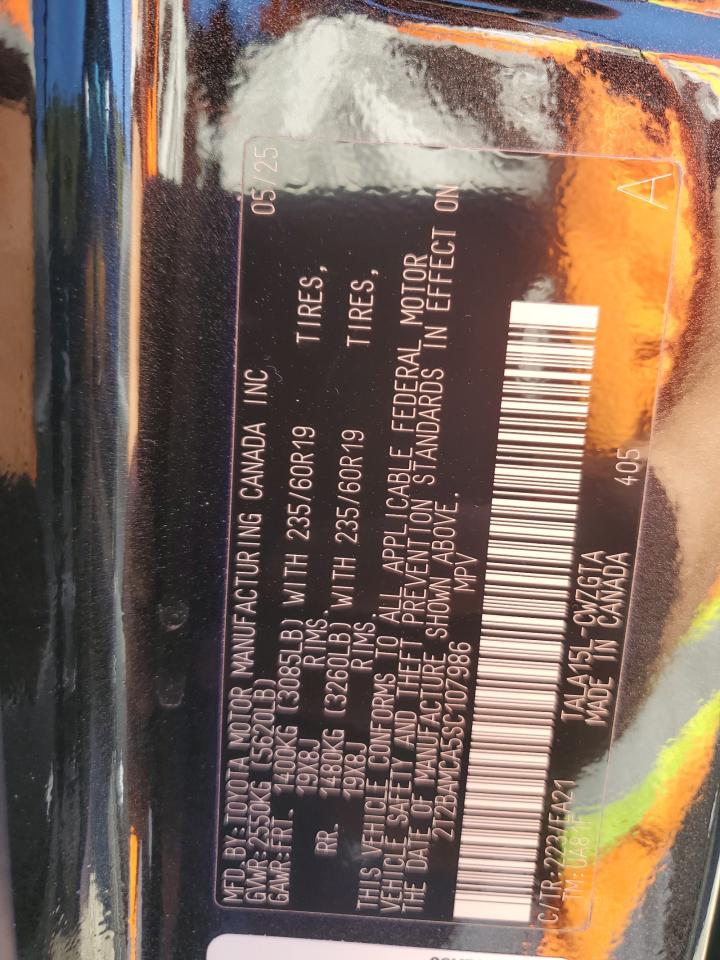 MFD BY:TOYOTA MOTOR MANUFACTURING CANADA INC 05/25
GVWR:2550KG (5620LB)
GAWR:FRT. 1400KG (3085LB) WITH 235/60R19 TIRES,
19X8J RIMS.
RR. 1480KG (3260LB) WITH 235/60R19 TIRES,
19X8J RIMS.
THIS VEHICLE CONFORMS TO ALL APPLICABLE FEDERAL MOTOR
VEHICLE SAFETY AND THEFT PREVENTION STANDARDS IN EFFECT ON
THE DATE OF MANUFACTURE SHOWN ABOVE.
2T2BAMCA5SC107986 MPV
C/TR:223/EA21 TALA15L-CWZGTA 405 A
TM:UA81F MADE IN CANADA